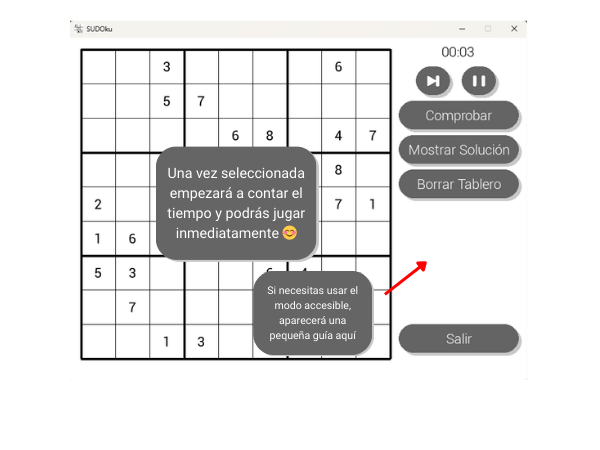 SUDOku
00:03
3 6
5 7
6 8 4 7
8
2 7 1
1 6
5 3
7
1 3
Una vez seleccionada
empezará a contar el
tiempo y podrás jugar
inmediatamente 😊
Si necesitas usar el
modo accesible,
aparecerá una
pequeña guía aquí
Comprobar
Mostrar Solución
Borrar Tablero
Salir